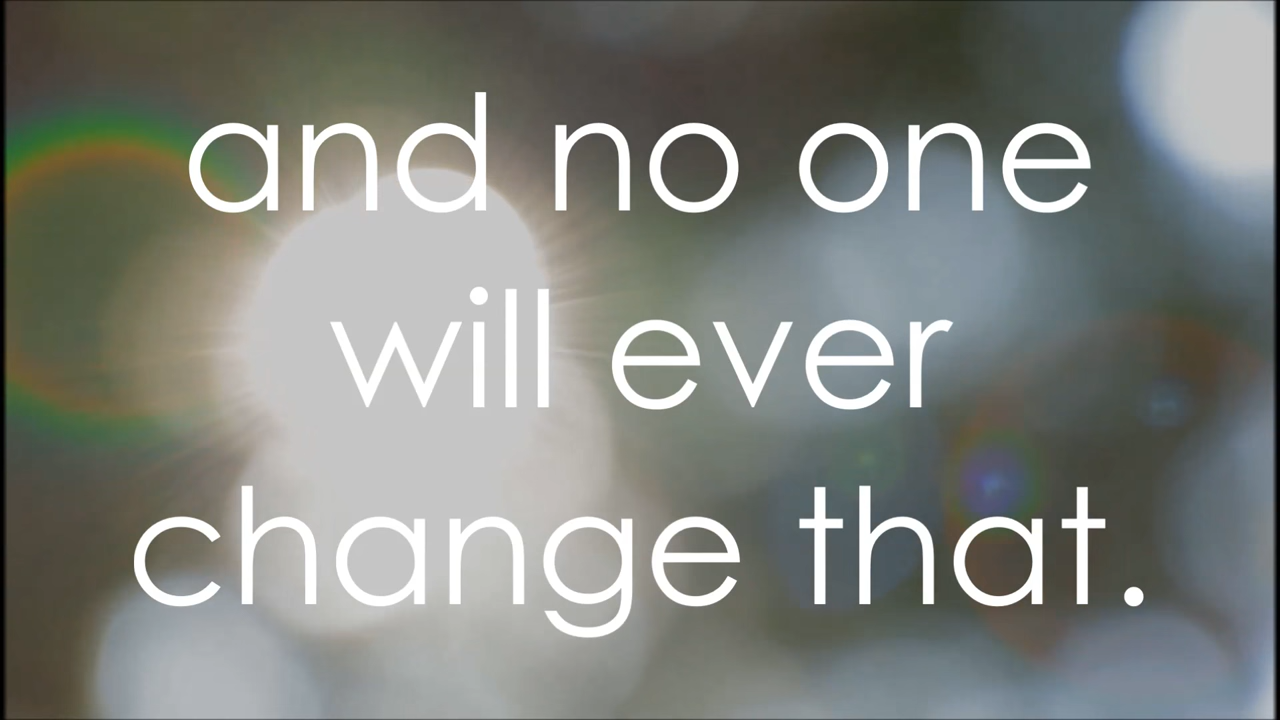 and no one
will ever
change that.